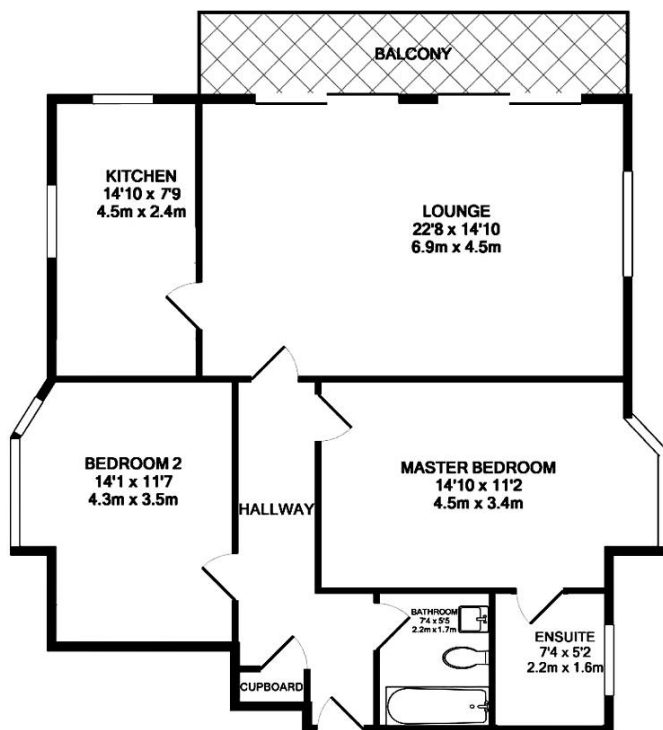 BALCONY
KITCHEN
14'10 x 7'9
4.5m x 2.4m
LOUNGE
22'8 x 14'10
6.9m x 4.5m
BEDROOM 2
14'1 x 11'7
4.3m x 3.5m
HALLWAY
MASTER BEDROOM
14'10 x 11'2
4.5m x 3.4m
BATHROOM
7'4 x 5'5
2.2m x 1.7m
ENSUITE
7'4 x 5'2
2.2m x 1.6m
CUPBOARD